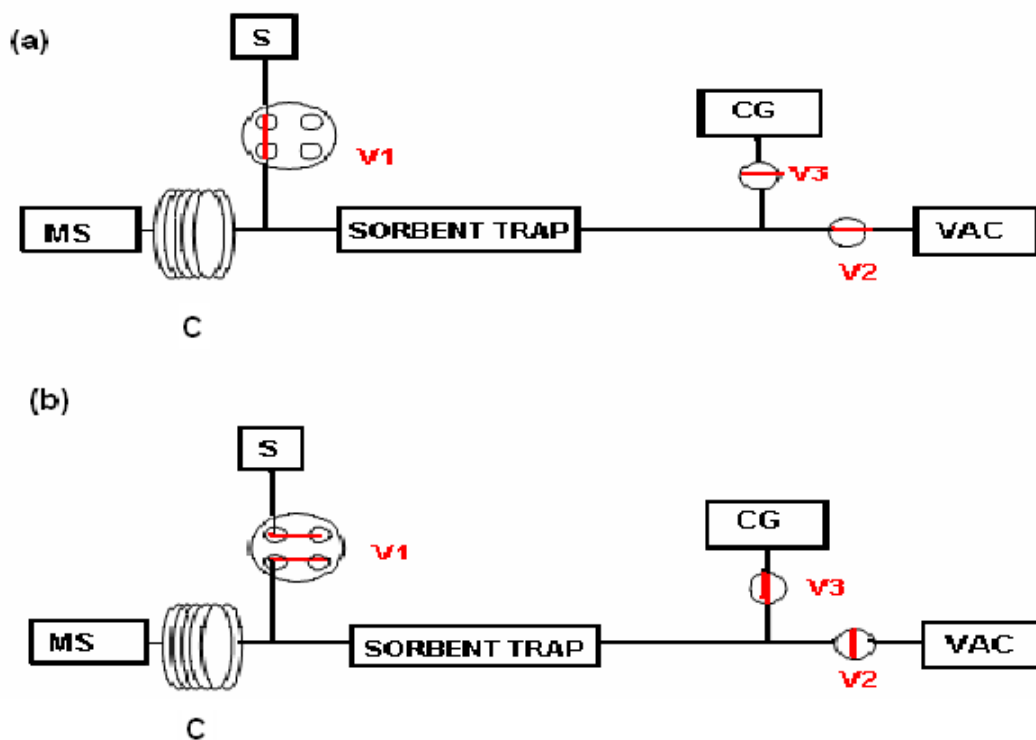 (a)
S
V1
CG
V3
MS
SORBENT TRAP
VAC
V2
C
(b)
S
V1
CG
V3
MS
SORBENT TRAP
VAC
V2
C